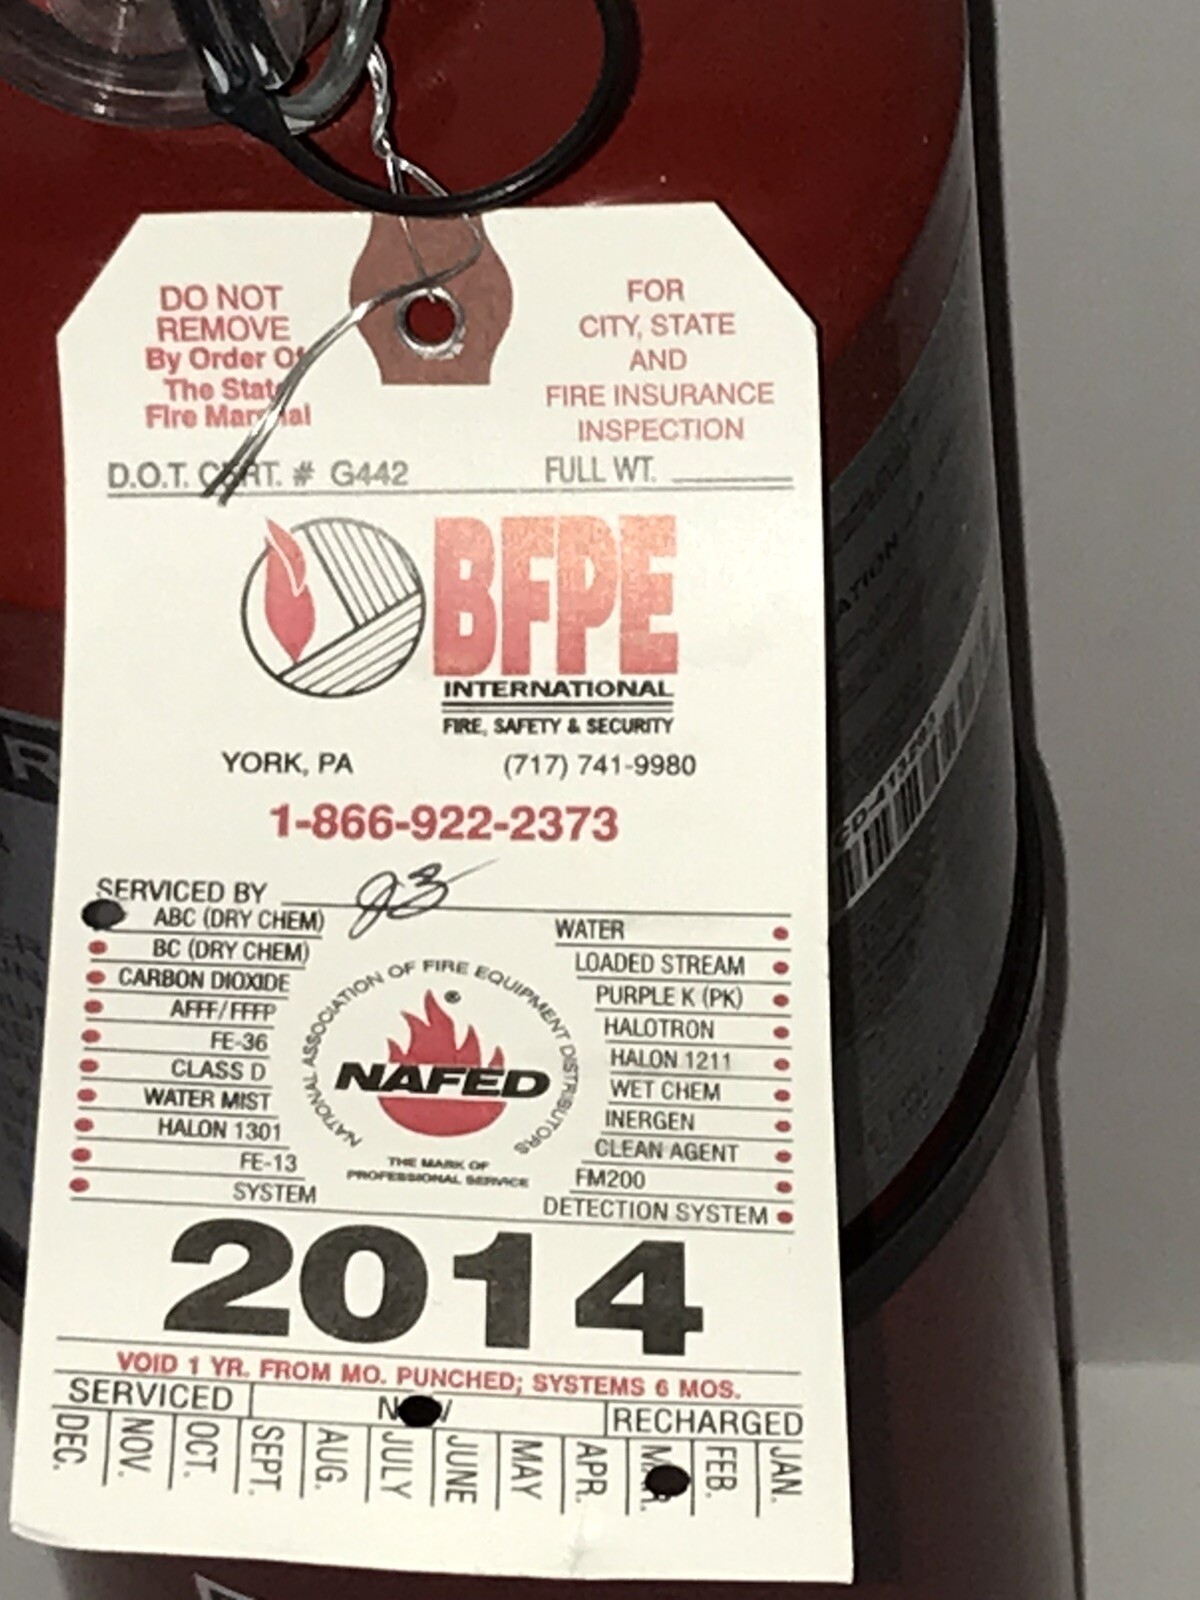 DO NOT
REMOVE
By Order Of
The State
Fire Marshal
FOR
CITY, STATE
AND
FIRE INSURANCE
INSPECTION
D.O.T. CERT. # G442
FULL WT.
BFPE
INTERNATIONAL
FIRE, SAFETY & SECURITY
YORK, PA (717) 741-9980
1-866-922-2373
SERVICED BY JB
ABC (DRY CHEM)
BC (DRY CHEM)
CARBON DIOXIDE
AFFF/FFFP
FE-36
CLASS D
WATER MIST
HALON 1301
FE-13
SYSTEM
NATIONAL ASSOCIATION OF FIRE EQUIPMENT DISTRIBUTORS
®
NAFED
THE MARK OF
PROFESSIONAL SERVICE
WATER
LOADED STREAM
PURPLE K (PK)
HALOTRON
HALON 1211
WET CHEM
INERGEN
CLEAN AGENT
FM200
DETECTION SYSTEM
2014
VOID 1 YR. FROM MO. PUNCHED; SYSTEMS 6 MOS.
SERVICED NEW RECHARGED
DEC. NOV. OCT. SEPT. AUG. JULY JUNE MAY APR. MAR. FEB. JAN.